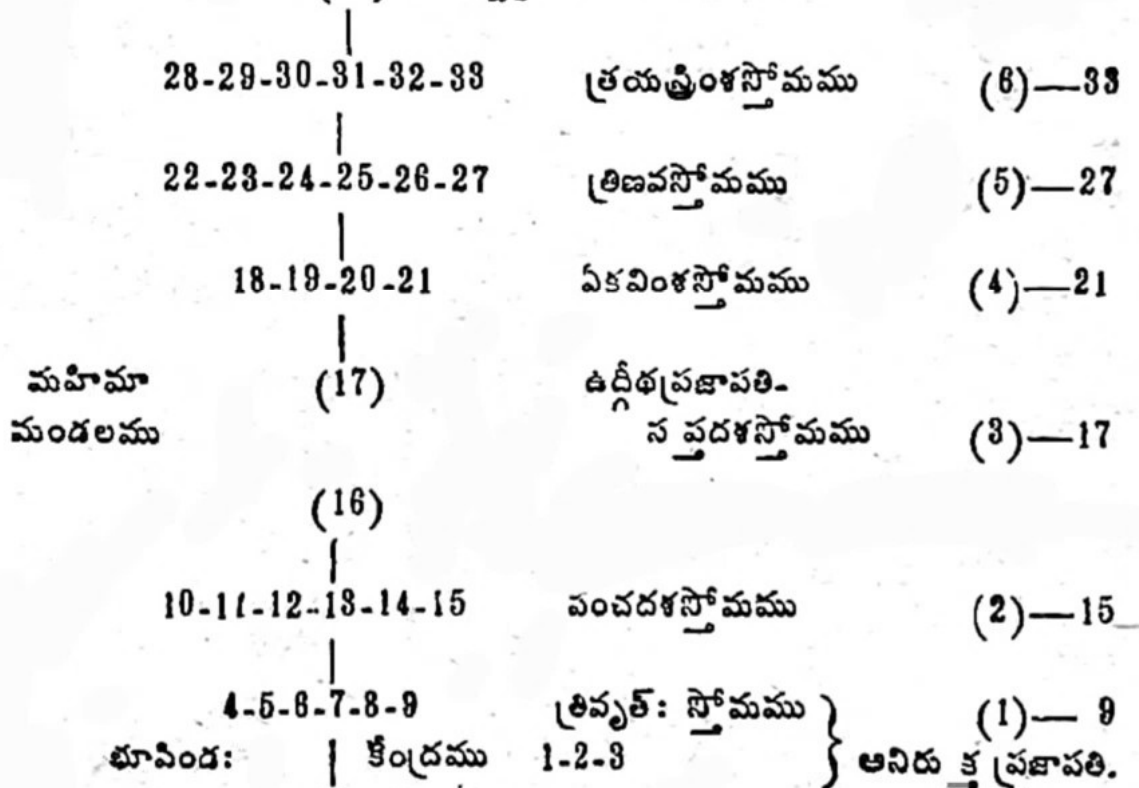 28-29-30-31-32-33 త్రయస్త్రింశస్తోమము (6)—33
22-23-24-25-26-27 త్రిణవస్తోమము (5)—27
18-19-20-21 ఏకవింశస్తోమము (4)—21
మహిమా (17) ఉద్గీథప్రజాపతి-
మండలము సప్తదశస్తోమము (3)—17
(16)
10-11-12-13-14-15 పంచదశస్తోమము (2)—15
4-5-6-7-8-9 త్రివృత్: స్తోమము (1)— 9
భూపిండ: కేంద్రము 1-2-3 అనిరుక్త ప్రజాపతి.